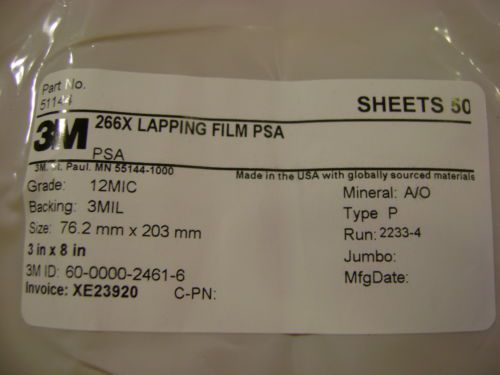 Part No.
51144
SHEETS 50
3M 266X LAPPING FILM PSA
PSA
3M. St. Paul. MN 55144-1000
Made in the USA with globally sourced materials
Grade: 12MIC
Mineral: A/O
Backing: 3MIL
Type P
Size: 75.2 mm x 203 mm
Run: 2233-4
3 in x 8 in
Jumbo:
3M ID: 60-0000-2461-6
MfgDate:
Invoice: XE23920 C-PN: